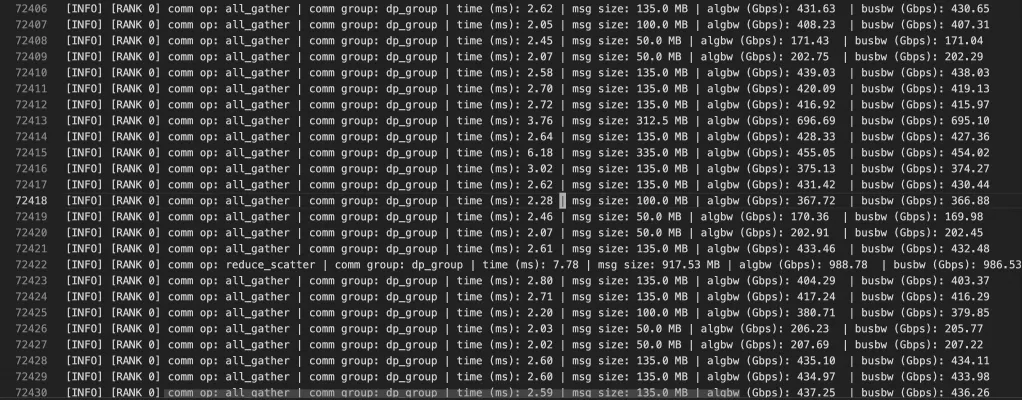 72406 [INFO] [RANK 0] comm op: all_gather | comm group: dp_group | time (ms): 2.62 | msg size: 135.0 MB | algbw (Gbps): 431.63 | busbw (Gbps): 430.65
72407 [INFO] [RANK 0] comm op: all_gather | comm group: dp_group | time (ms): 2.05 | msg size: 100.0 MB | algbw (Gbps): 408.23 | busbw (Gbps): 407.31
72408 [INFO] [RANK 0] comm op: all_gather | comm group: dp_group | time (ms): 2.45 | msg size: 50.0 MB | algbw (Gbps): 171.43 | busbw (Gbps): 171.04
72409 [INFO] [RANK 0] comm op: all_gather | comm group: dp_group | time (ms): 2.07 | msg size: 50.0 MB | algbw (Gbps): 202.75 | busbw (Gbps): 202.29
72410 [INFO] [RANK 0] comm op: all_gather | comm group: dp_group | time (ms): 2.58 | msg size: 135.0 MB | algbw (Gbps): 439.03 | busbw (Gbps): 438.03
72411 [INFO] [RANK 0] comm op: all_gather | comm group: dp_group | time (ms): 2.70 | msg size: 135.0 MB | algbw (Gbps): 420.09 | busbw (Gbps): 419.13
72412 [INFO] [RANK 0] comm op: all_gather | comm group: dp_group | time (ms): 2.72 | msg size: 135.0 MB | algbw (Gbps): 416.92 | busbw (Gbps): 415.97
72413 [INFO] [RANK 0] comm op: all_gather | comm group: dp_group | time (ms): 3.76 | msg size: 312.5 MB | algbw (Gbps): 696.69 | busbw (Gbps): 695.10
72414 [INFO] [RANK 0] comm op: all_gather | comm group: dp_group | time (ms): 2.64 | msg size: 135.0 MB | algbw (Gbps): 428.33 | busbw (Gbps): 427.36
72415 [INFO] [RANK 0] comm op: all_gather | comm group: dp_group | time (ms): 6.18 | msg size: 335.0 MB | algbw (Gbps): 455.05 | busbw (Gbps): 454.02
72416 [INFO] [RANK 0] comm op: all_gather | comm group: dp_group | time (ms): 3.02 | msg size: 135.0 MB | algbw (Gbps): 375.13 | busbw (Gbps): 374.27
72417 [INFO] [RANK 0] comm op: all_gather | comm group: dp_group | time (ms): 2.62 | msg size: 135.0 MB | algbw (Gbps): 431.42 | busbw (Gbps): 430.44
72418 [INFO] [RANK 0] comm op: all_gather | comm group: dp_group | time (ms): 2.28 | msg size: 100.0 MB | algbw (Gbps): 367.72 | busbw (Gbps): 366.88
72419 [INFO] [RANK 0] comm op: all_gather | comm group: dp_group | time (ms): 2.46 | msg size: 50.0 MB | algbw (Gbps): 170.36 | busbw (Gbps): 169.98
72420 [INFO] [RANK 0] comm op: all_gather | comm group: dp_group | time (ms): 2.07 | msg size: 50.0 MB | algbw (Gbps): 202.91 | busbw (Gbps): 202.45
72421 [INFO] [RANK 0] comm op: all_gather | comm group: dp_group | time (ms): 2.61 | msg size: 135.0 MB | algbw (Gbps): 433.46 | busbw (Gbps): 432.48
72422 [INFO] [RANK 0] comm op: reduce_scatter | comm group: dp_group | time (ms): 7.78 | msg size: 917.53 MB | algbw (Gbps): 988.78 | busbw (Gbps): 986.53
72423 [INFO] [RANK 0] comm op: all_gather | comm group: dp_group | time (ms): 2.80 | msg size: 135.0 MB | algbw (Gbps): 404.29 | busbw (Gbps): 403.37
72424 [INFO] [RANK 0] comm op: all_gather | comm group: dp_group | time (ms): 2.71 | msg size: 135.0 MB | algbw (Gbps): 417.24 | busbw (Gbps): 416.29
72425 [INFO] [RANK 0] comm op: all_gather | comm group: dp_group | time (ms): 2.20 | msg size: 100.0 MB | algbw (Gbps): 380.71 | busbw (Gbps): 379.85
72426 [INFO] [RANK 0] comm op: all_gather | comm group: dp_group | time (ms): 2.03 | msg size: 50.0 MB | algbw (Gbps): 206.23 | busbw (Gbps): 205.77
72427 [INFO] [RANK 0] comm op: all_gather | comm group: dp_group | time (ms): 2.02 | msg size: 50.0 MB | algbw (Gbps): 207.69 | busbw (Gbps): 207.22
72428 [INFO] [RANK 0] comm op: all_gather | comm group: dp_group | time (ms): 2.60 | msg size: 135.0 MB | algbw (Gbps): 435.10 | busbw (Gbps): 434.11
72429 [INFO] [RANK 0] comm op: all_gather | comm group: dp_group | time (ms): 2.60 | msg size: 135.0 MB | algbw (Gbps): 434.97 | busbw (Gbps): 433.98
72430 [INFO] [RANK 0] comm op: all_gather | comm group: dp_group | time (ms): 2.59 | msg size: 135.0 MB | algbw (Gbps): 437.25 | busbw (Gbps): 436.26